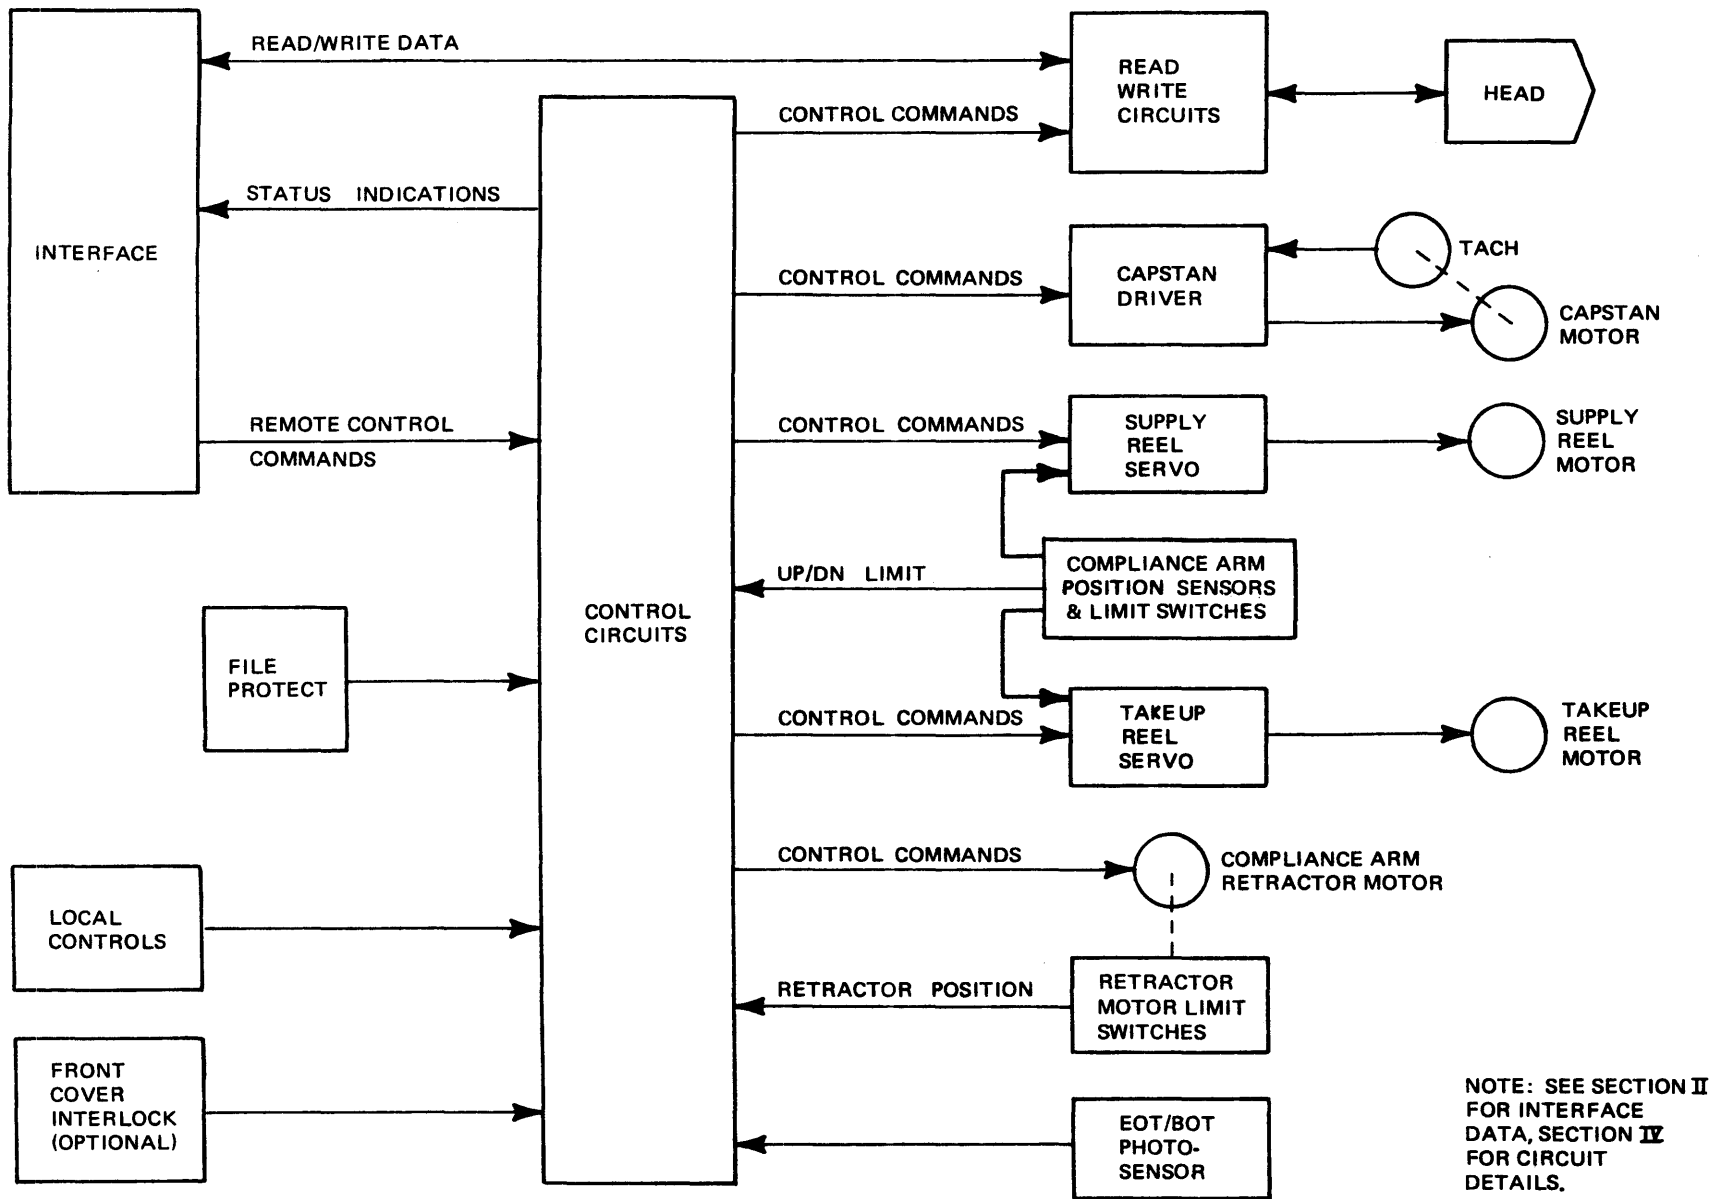 READ/WRITE DATA
READ
WRITE
CIRCUITS
HEAD
CONTROL COMMANDS
STATUS INDICATIONS
INTERFACE
CONTROL COMMANDS
CAPSTAN
DRIVER
TACH
CAPSTAN
MOTOR
REMOTE CONTROL
COMMANDS
CONTROL COMMANDS
SUPPLY
REEL
SERVO
SUPPLY
REEL
MOTOR
UP/DN LIMIT
COMPLIANCE ARM
POSITION SENSORS
& LIMIT SWITCHES
CONTROL
CIRCUITS
FILE
PROTECT
CONTROL COMMANDS
TAKEUP
REEL
SERVO
TAKEUP
REEL
MOTOR
CONTROL COMMANDS
COMPLIANCE ARM
RETRACTOR MOTOR
LOCAL
CONTROLS
RETRACTOR POSITION
RETRACTOR
MOTOR LIMIT
SWITCHES
FRONT
COVER
INTERLOCK
(OPTIONAL)
EOT/BOT
PHOTO-
SENSOR
NOTE: SEE SECTION II
FOR INTERFACE
DATA, SECTION IV
FOR CIRCUIT
DETAILS.